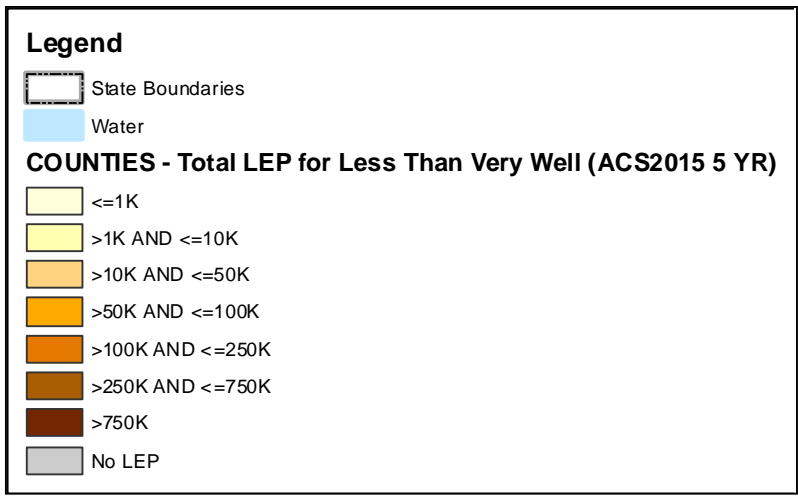 Legend
State Boundaries
Water
COUNTIES - Total LEP for Less Than Very Well (ACS2015 5 YR)
<=1K
>1K AND <=10K
>10K AND <=50K
>50K AND <=100K
>100K AND <=250K
>250K AND <=750K
>750K
No LEP